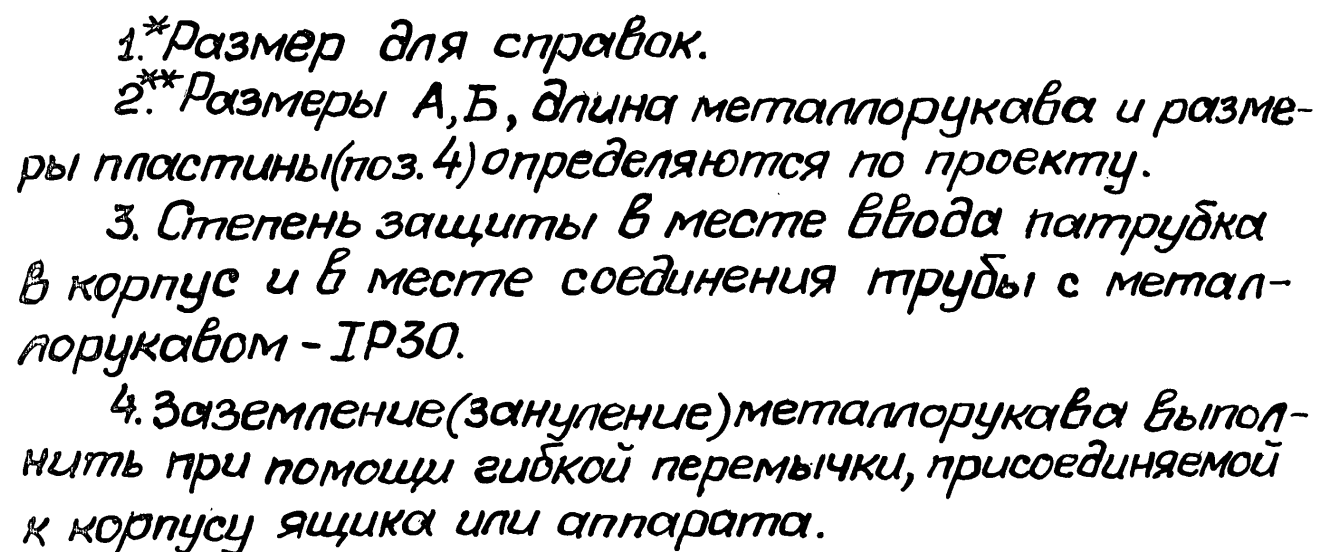 1.*Размер для справок.
2.**Размеры А,Б, длина металлорукава и разме-
ры пластины(поз.4)определяются по проекту.
3. Степень защиты в месте ввода патрубка
в корпус и в месте соединения трубы с метал-
лорукавом - IP30.
4. Заземление(зануление)металлорукава выпол-
нить при помощи гибкой перемычки, присоединяемой
к корпусу ящика или аппарата.